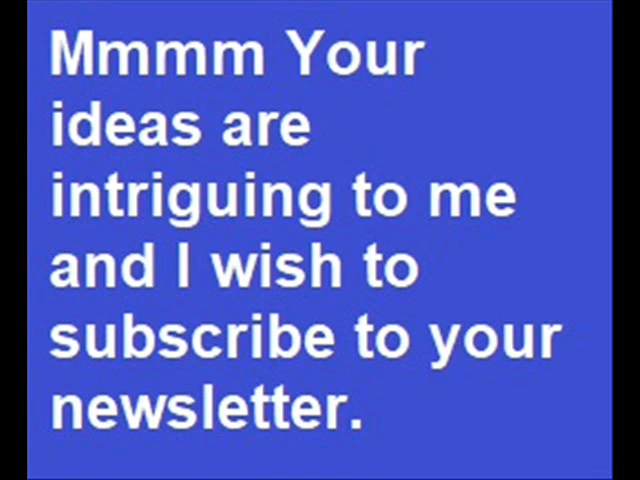 Mmmm Your
ideas are
intriguing to me
and I wish to
subscribe to your
newsletter.